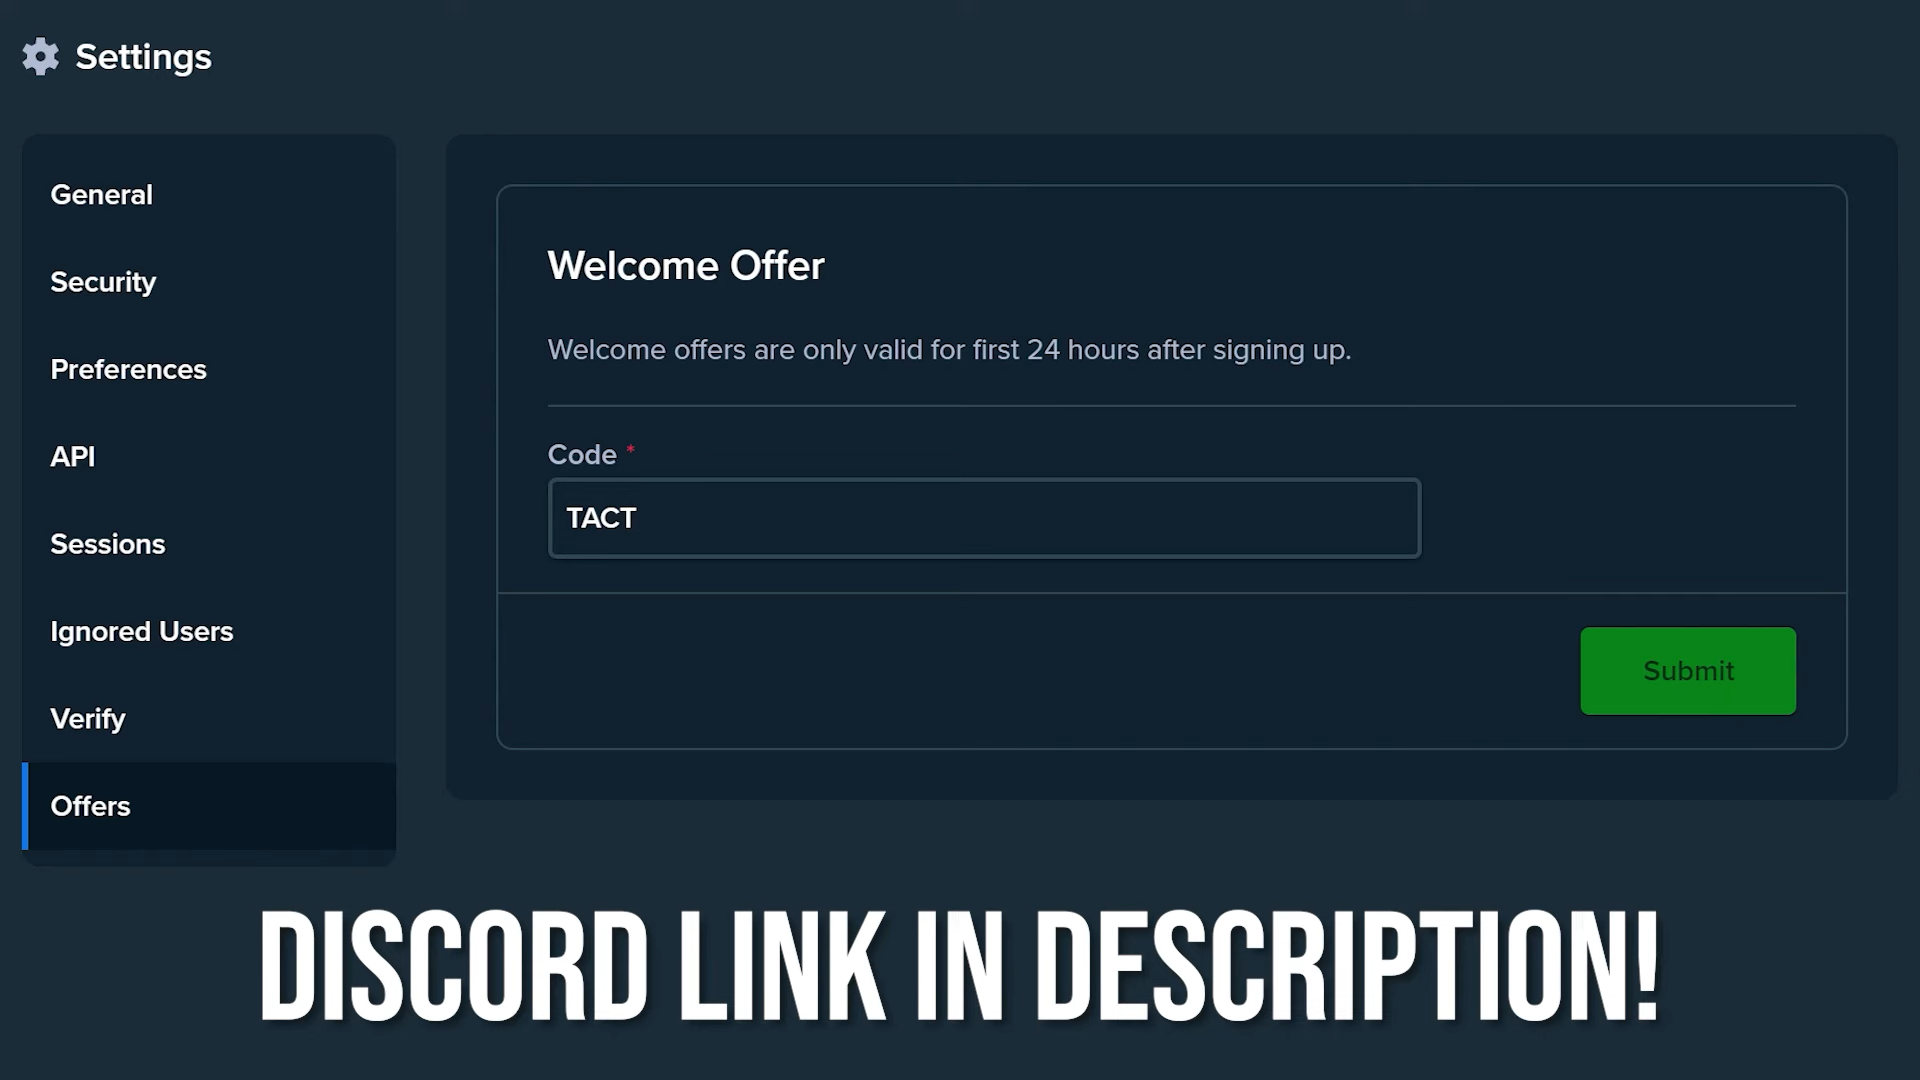 Settings
General
Security
Preferences
API
Sessions
Ignored Users
Verify
Offers
Welcome Offer
Welcome offers are only valid for first 24 hours after signing up.
Code *
TACT
Submit
DISCORD LINK IN DESCRIPTION!